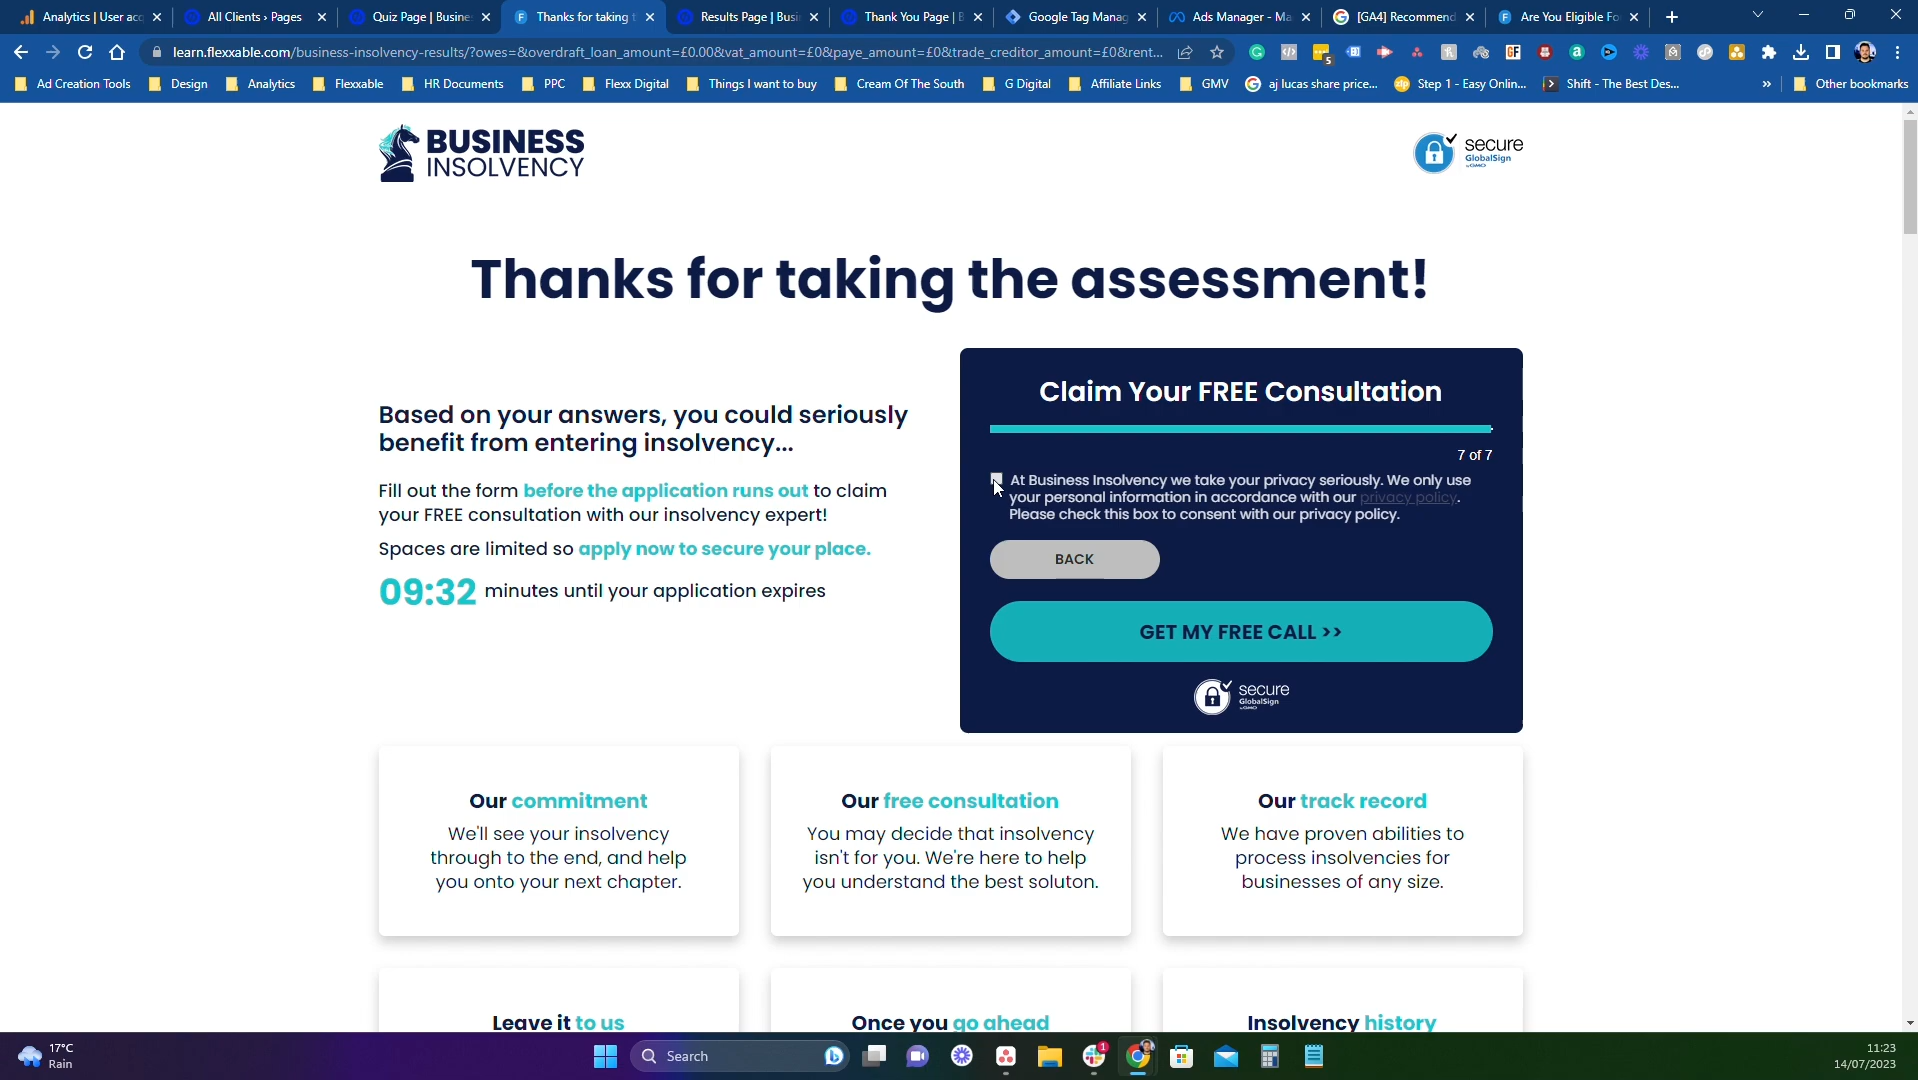 Analytics | User acq
All Clients › Pages
Quiz Page | Busine
Thanks for taking t
Results Page | Busi
Thank You Page | B
Google Tag Manag
Ads Manager - Ma
[GA4] Recommend
Are You Eligible Fo
learn.flexxable.com/business-insolvency-results/?owes=&overdraft_loan_amount=£0.00&vat_amount=£0&paye_amount=£0&trade_creditor_amount=£0&rent...
Ad Creation Tools
Design
Analytics
Flexxable
HR Documents
PPC
Flexx Digital
Things I want to buy
Cream Of The South
G Digital
Affiliate Links
GMV
aj lucas share price...
Step 1 - Easy Onlin...
Shift - The Best Des...
»
Other bookmarks
BUSINESS
INSOLVENCY
secure
GlobalSign
by GMO
Thanks for taking the assessment!
Based on your answers, you could seriously
benefit from entering insolvency...
Fill out the form before the application runs out to claim
your FREE consultation with our insolvency expert!
Spaces are limited so apply now to secure your place.
09:32 minutes until your application expires
Claim Your FREE Consultation
7 of 7
At Business Insolvency we take your privacy seriously. We only use
your personal information in accordance with our privacy policy.
Please check this box to consent with our privacy policy.
BACK
GET MY FREE CALL >>
secure
GlobalSign
by GMO
Our commitment
We'll see your insolvency
through to the end, and help
you onto your next chapter.
Our free consultation
You may decide that insolvency
isn't for you. We're here to help
you understand the best soluton.
Our track record
We have proven abilities to
process insolvencies for
businesses of any size.
Leave it to us
Once you go ahead
Insolvency history
17°C
Rain
Search
1
11:23
14/07/2023